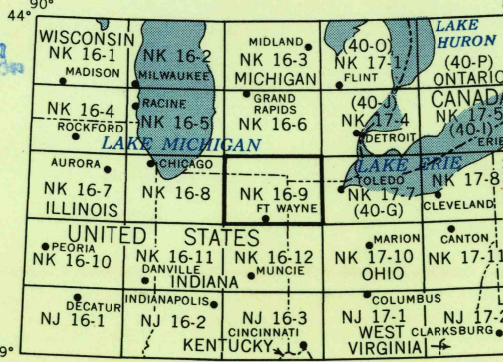 90°
44°
LAKE
HURON
WISCONSIN
NK 16-1
MADISON
NK 16-2
MILWAUKEE
MIDLAND
NK 16-3
MICHIGAN
(40-O)
NK 17-1
FLINT
(40-P)
ONTARIO
CANADA
NK 16-4
ROCKFORD
RACINE
NK 16-5
GRAND
RAPIDS
NK 16-6
(40-J)
NK 17-4
DETROIT
NK 17-5
(40-I)
ERIE
LAKE MICHIGAN
LAKE ERIE
AURORA
NK 16-7
ILLINOIS
CHICAGO
NK 16-8
NK 16-9
FT WAYNE
TOLEDO
NK 17-7
(40-G)
NK 17-8
CLEVELAND
UNITED STATES
PEORIA
NK 16-10
NK 16-11
DANVILLE
INDIANA
NK 16-12
MUNCIE
MARION
NK 17-10
OHIO
CANTON
NK 17-11
DECATUR
NJ 16-1
INDIANAPOLIS
NJ 16-2
NJ 16-3
CINCINNATI
KENTUCKY
COLUMBUS
NJ 17-1
WEST
VIRGINIA
NJ 17-2
CLARKSBURG
9°